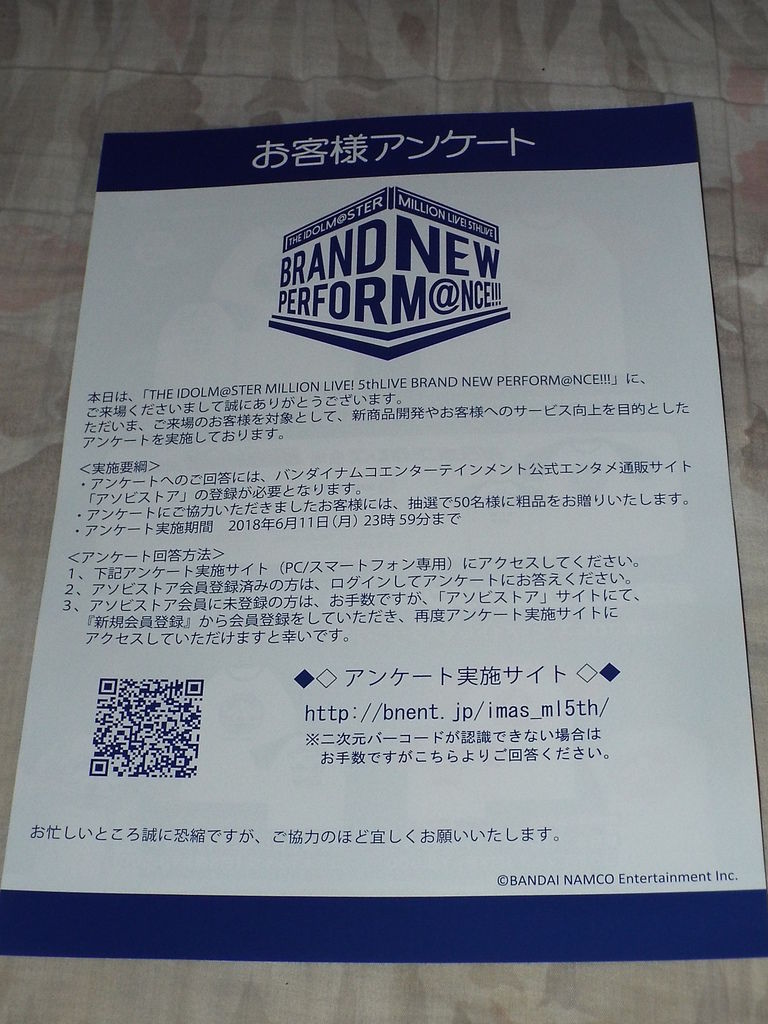 お客様アンケート
THE IDOLM@STER MILLION LIVE! 5THLIVE
BRAND NEW
PERFORM@NCE!!!
本日は、「THE IDOLM@STER MILLION LIVE! 5thLIVE BRAND NEW PERFORM@NCE!!!」に、
ご来場くださいまして誠にありがとうございます。
ただいま、ご来場のお客様を対象として、新商品開発やお客様へのサービス向上を目的とした
アンケートを実施しております。
＜実施要綱＞
・アンケートへのご回答には、バンダイナムコエンターテインメント公式エンタメ通販サイト
「アソビストア」の登録が必要となります。
・アンケートにご協力いただきましたお客様には、抽選で50名様に粗品をお贈りいたします。
・アンケート実施期間　2018年6月11日(月) 23時59分まで
＜アンケート回答方法＞
1、下記アンケート実施サイト（PC/スマートフォン専用）にアクセスしてください。
2、アソビストア会員登録済みの方は、ログインしてアンケートにお答えください。
3、アソビストア会員に未登録の方は、お手数ですが、「アソビストア」サイトにて、
『新規会員登録』から会員登録をしていただき、再度アンケート実施サイトに
アクセスしていただけますと幸いです。
◆◇ アンケート実施サイト ◇◆
http://bnent.jp/imas_ml5th/
※二次元バーコードが認識できない場合は
お手数ですがこちらよりご回答ください。
お忙しいところ誠に恐縮ですが、ご協力のほど宜しくお願いいたします。
©BANDAI NAMCO Entertainment Inc.